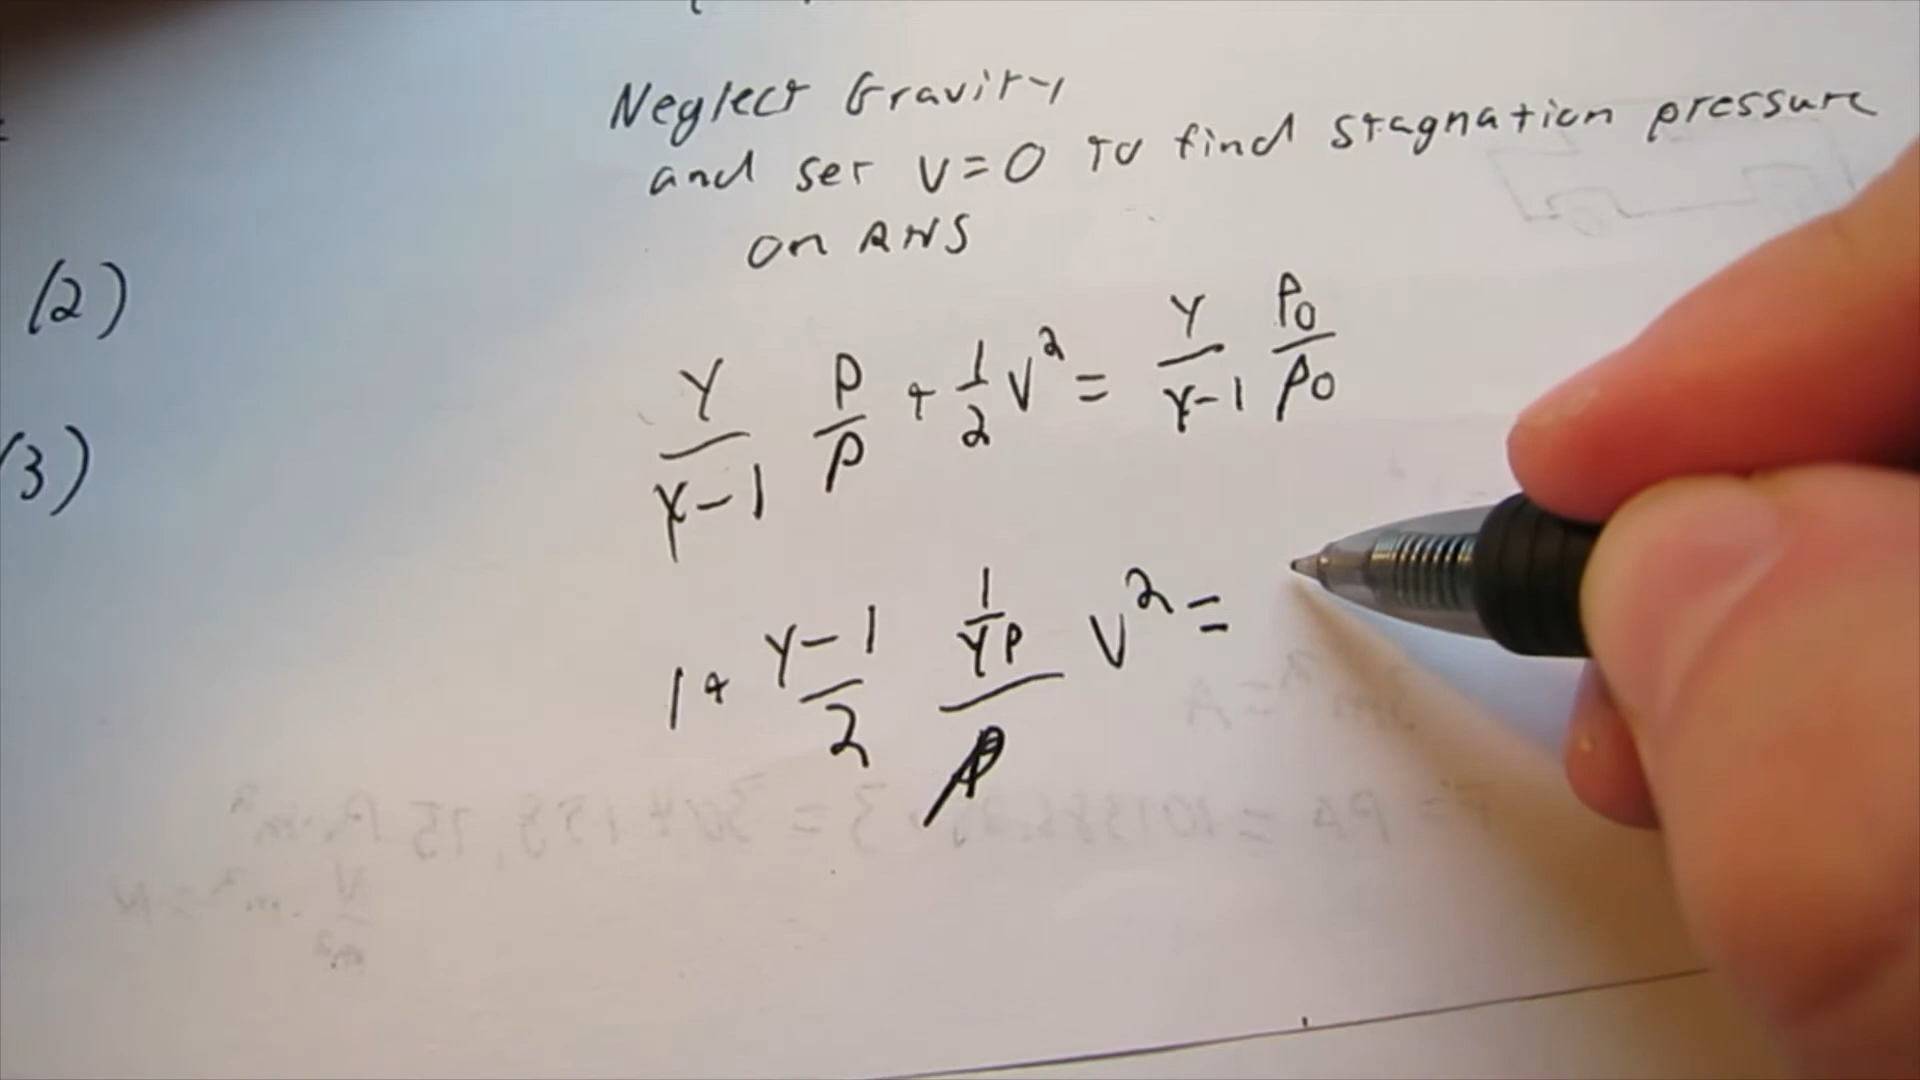 Neglect Gravity
and set v=0 to find stagnation pressure
on RHS
(2)
γ/γ-1 P/ρ + 1/2 V² = γ/γ-1 P0/ρ0
(3)
1 + γ-1/2 1/γP/ρ V² =